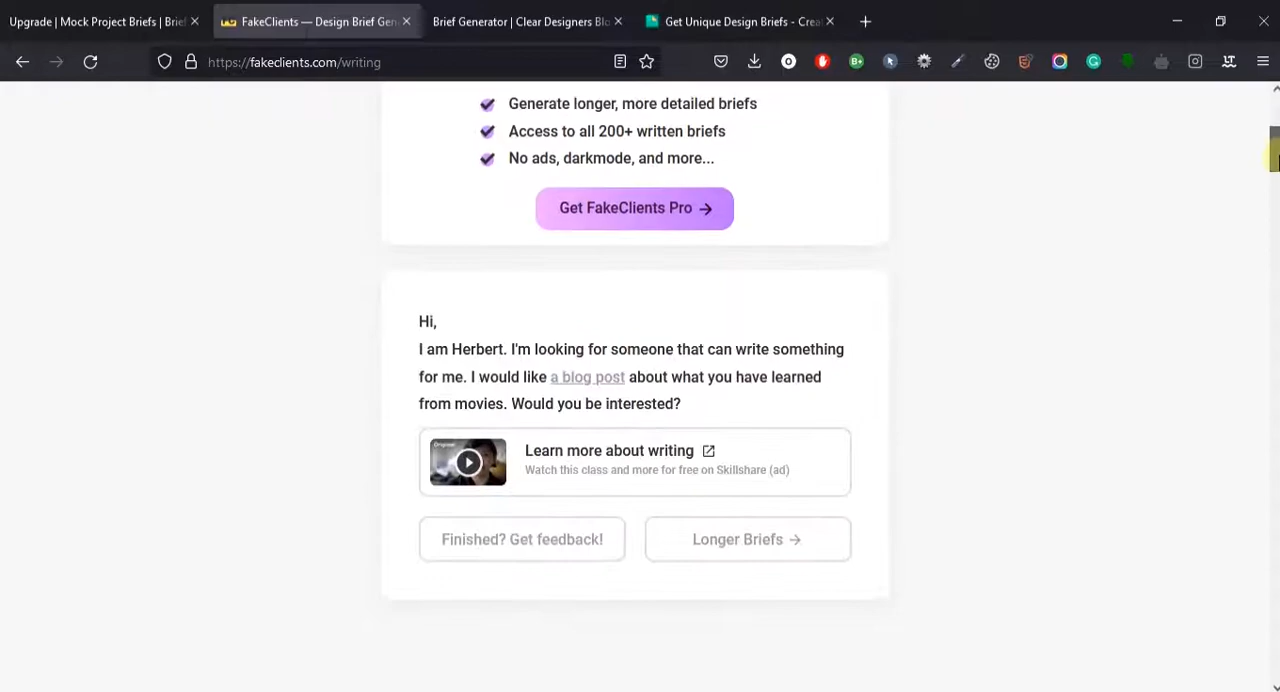 Upgrade | Mock Project Briefs | Brief
FakeClients — Design Brief Gen
Brief Generator | Clear Designers Blo
Get Unique Design Briefs - Crea
https://fakeclients.com/writing
Generate longer, more detailed briefs
Access to all 200+ written briefs
No ads, darkmode, and more...
Get FakeClients Pro →
Hi,
I am Herbert. I'm looking for someone that can write something
for me. I would like a blog post about what you have learned
from movies. Would you be interested?
Learn more about writing
Watch this class and more for free on Skillshare (ad)
Finished? Get feedback!
Longer Briefs →